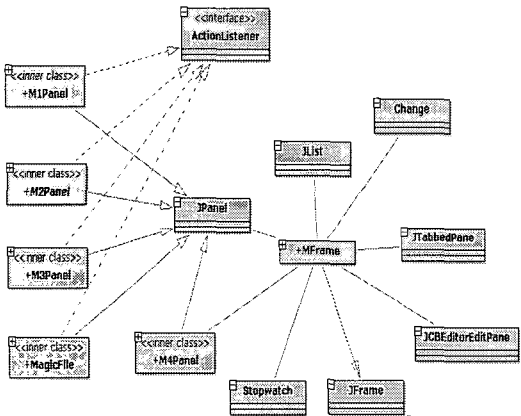 <<interface>>
ActionListener
<<inner class>>
+M1Panel
Change
JList
<<inner class>>
+M2Panel
JPanel
JTabbedPane
+MFrame
<<inner class>>
+M3Panel
<<inner class>>
+MagicFile
<<inner class>>
+M4Panel
JCBEditorEditPane
Stopwatch
JFrame